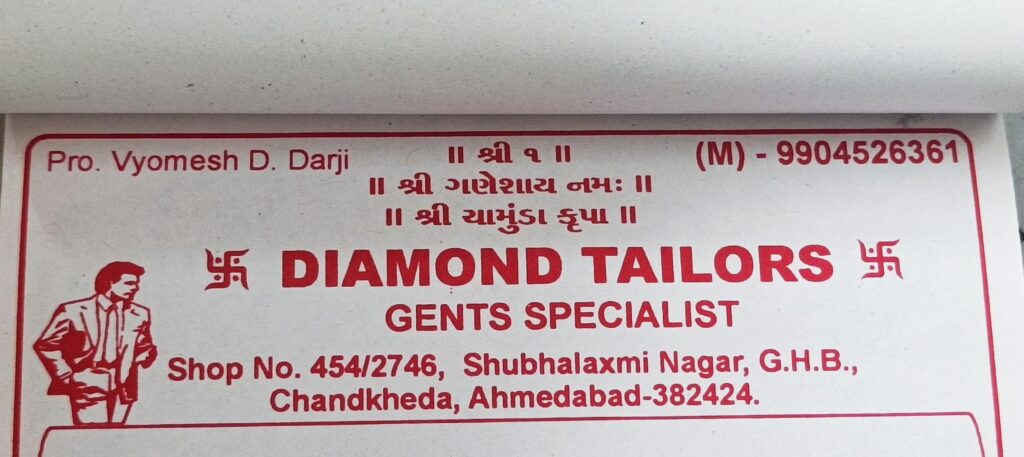 Pro. Vyomesh D. Darji
॥ શ્રી ૧ ॥
(M) - 9904526361
॥ શ્રી ગણેશાય નમઃ ॥
॥ શ્રી ચામુંડા કૃપા ॥
卐 DIAMOND TAILORS 卐
GENTS SPECIALIST
Shop No. 454/2746, Shubhalaxmi Nagar, G.H.B.,
Chandkheda, Ahmedabad-382424.